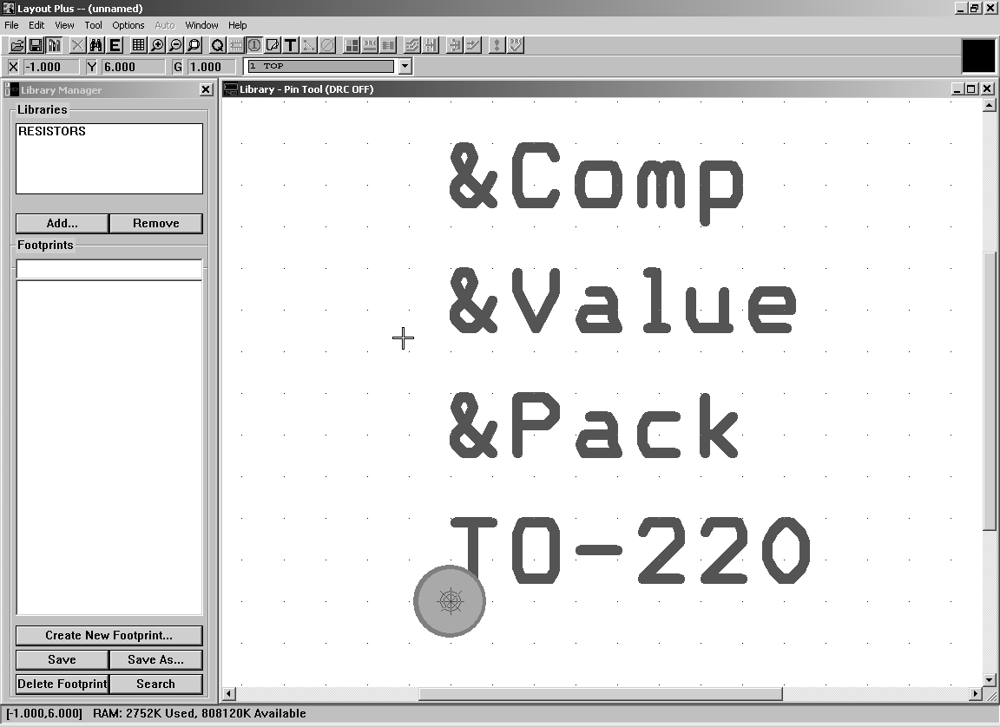 Layout Plus -- (unnamed)
File Edit View Tool Options Auto Window Help
X -1.000 Y 6.000 G 1.000 1 TOP
Library Manager
Library - Pin Tool (DRC OFF)
Libraries
RESISTORS
Add... Remove
Footprints
&Comp
&Value
&Pack
TO-220
Create New Footprint...
Save Save As...
Delete Footprint Search
[-1.000,6.000] RAM: 2752K Used, 808120K Available